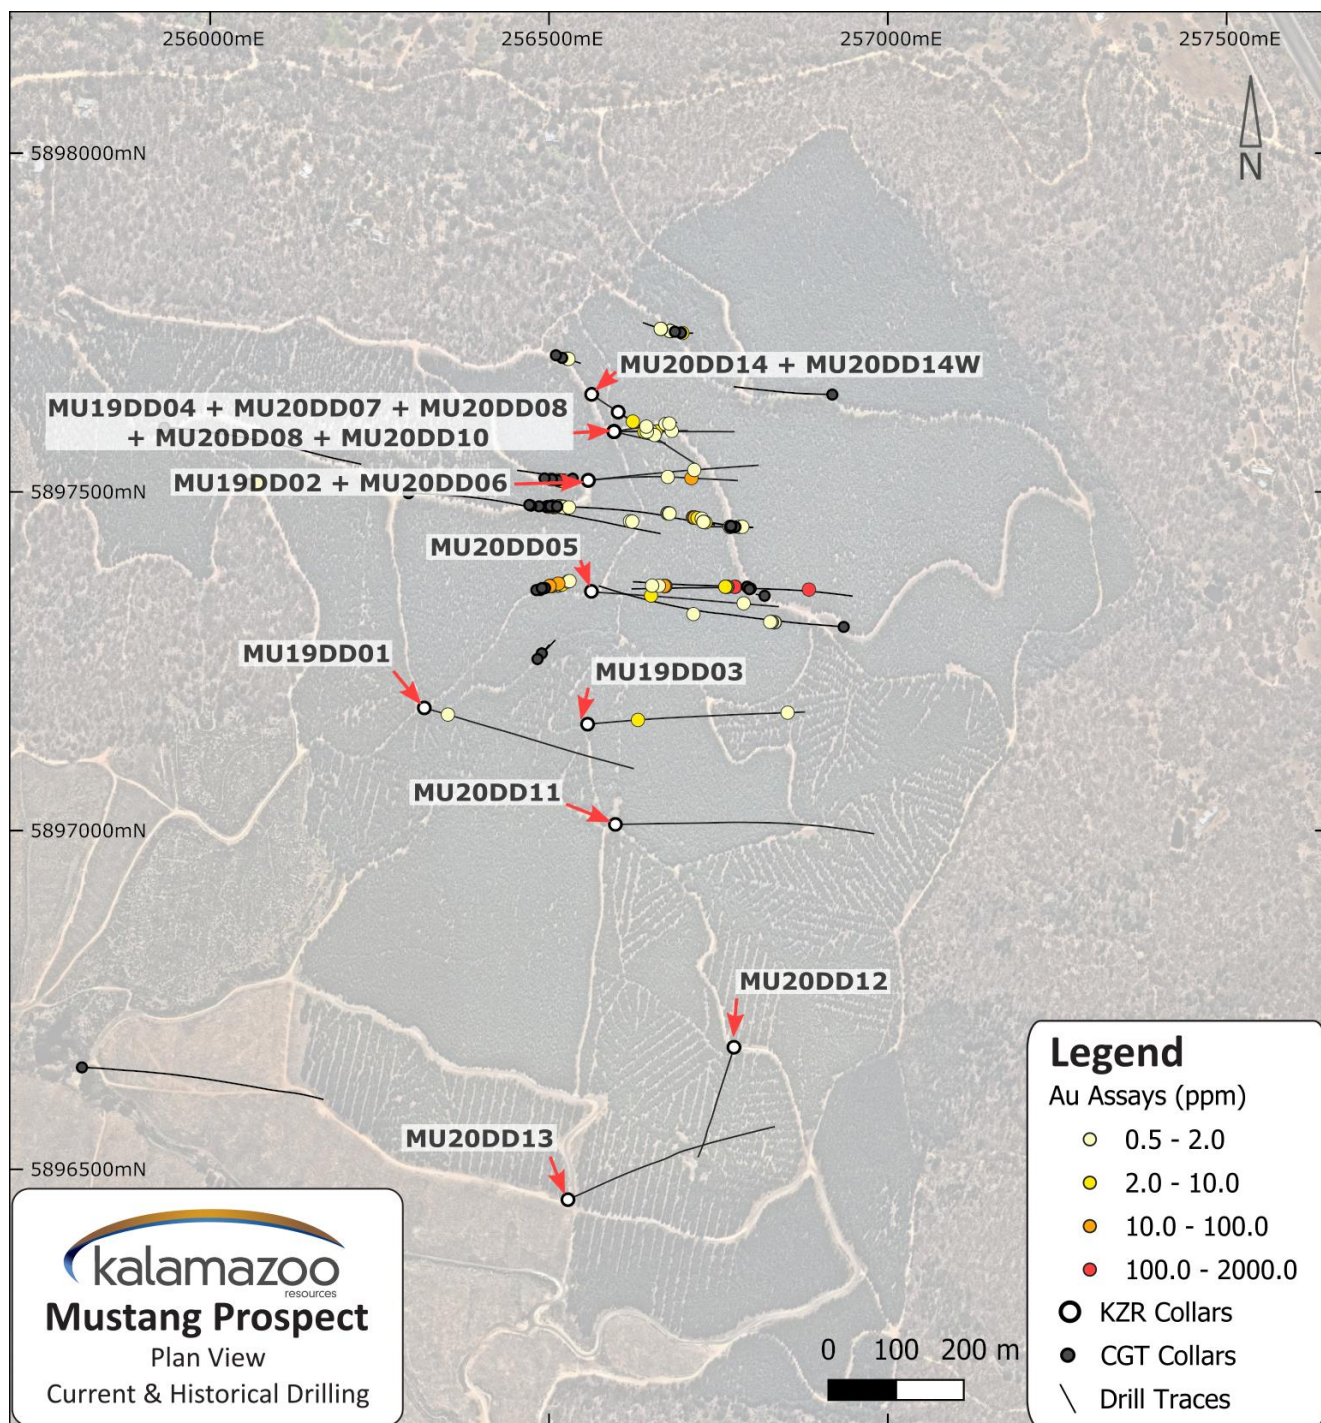 256000mE
256500mE
257000mE
257500mE
N
5898000mN
MU20DD14 + MU20DD14W
MU19DD04 + MU20DD07 + MU20DD08
+ MU20DD08 + MU20DD10
5897500mN
MU19DD02 + MU20DD06
MU20DD05
MU19DD01
MU19DD03
MU20DD11
5897000mN
MU20DD12
MU20DD13
5896500mN
kalamazoo
resources
Mustang Prospect
Plan View
Current & Historical Drilling
0 100 200 m
Legend
Au Assays (ppm)
0.5 - 2.0
2.0 - 10.0
10.0 - 100.0
100.0 - 2000.0
KZR Collars
CGT Collars
Drill Traces